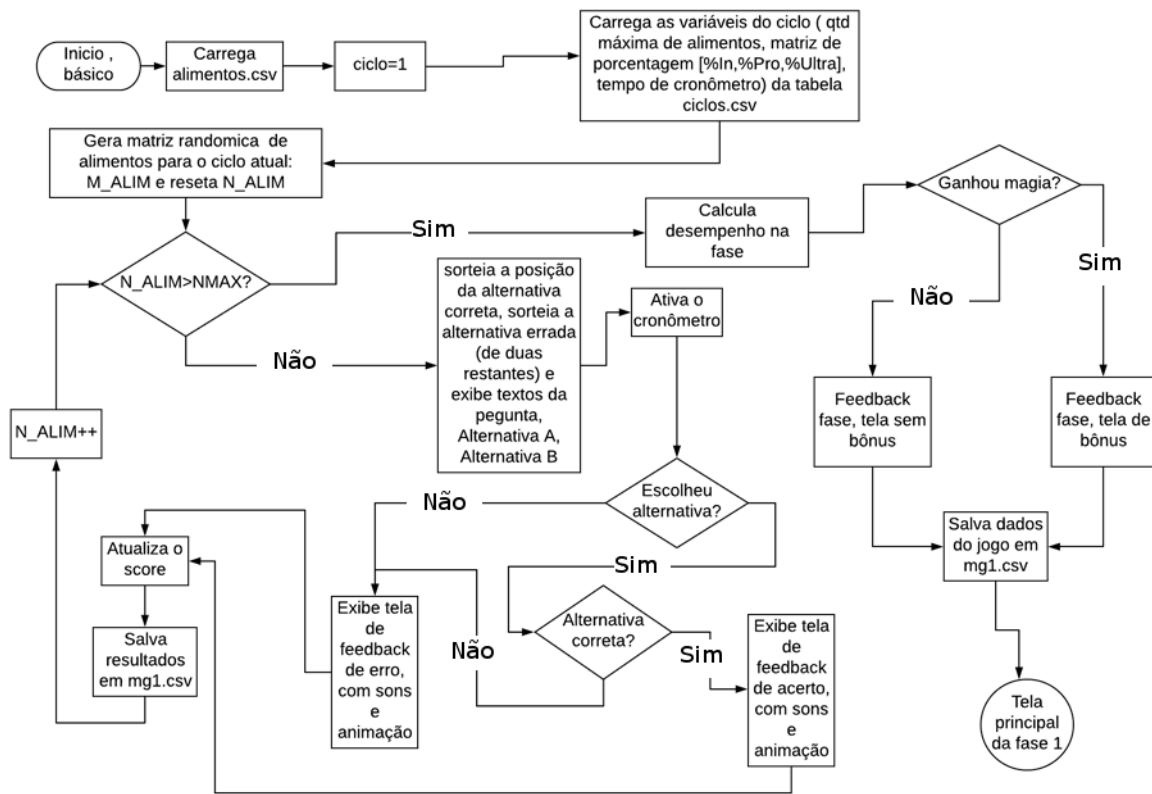 Inicio ,
básico
Carrega
alimentos.csv
ciclo=1
Carrega as variáveis do ciclo ( qtd
máxima de alimentos, matriz de
porcentagem [%In,%Pro,%Ultra],
tempo de cronômetro) da tabela
ciclos.csv
Gera matriz randomica de
alimentos para o ciclo atual:
M_ALIM e reseta N_ALIM
N_ALIM>NMAX?
Sim
Calcula
desempenho na
fase
Ganhou magia?
Não
Sim
Não
sorteia a posição
da alternativa
correta, sorteia a
alternativa errada
(de duas
restantes) e
exibe textos da
pegunta,
Alternativa A,
Alternativa B
Ativa o
cronômetro
Feedback
fase, tela sem
bônus
Feedback
fase, tela de
bônus
N_ALIM++
Escolheu
alternativa?
Não
Sim
Atualiza o
score
Salva
resultados
em mg1.csv
Exibe tela
de
feedback
de erro,
com sons
e
animação
Não
Alternativa
correta?
Sim
Exibe tela
de
feedback
de acerto,
com sons
e
animação
Salva dados
do jogo em
mg1.csv
Tela
principal
da fase 1